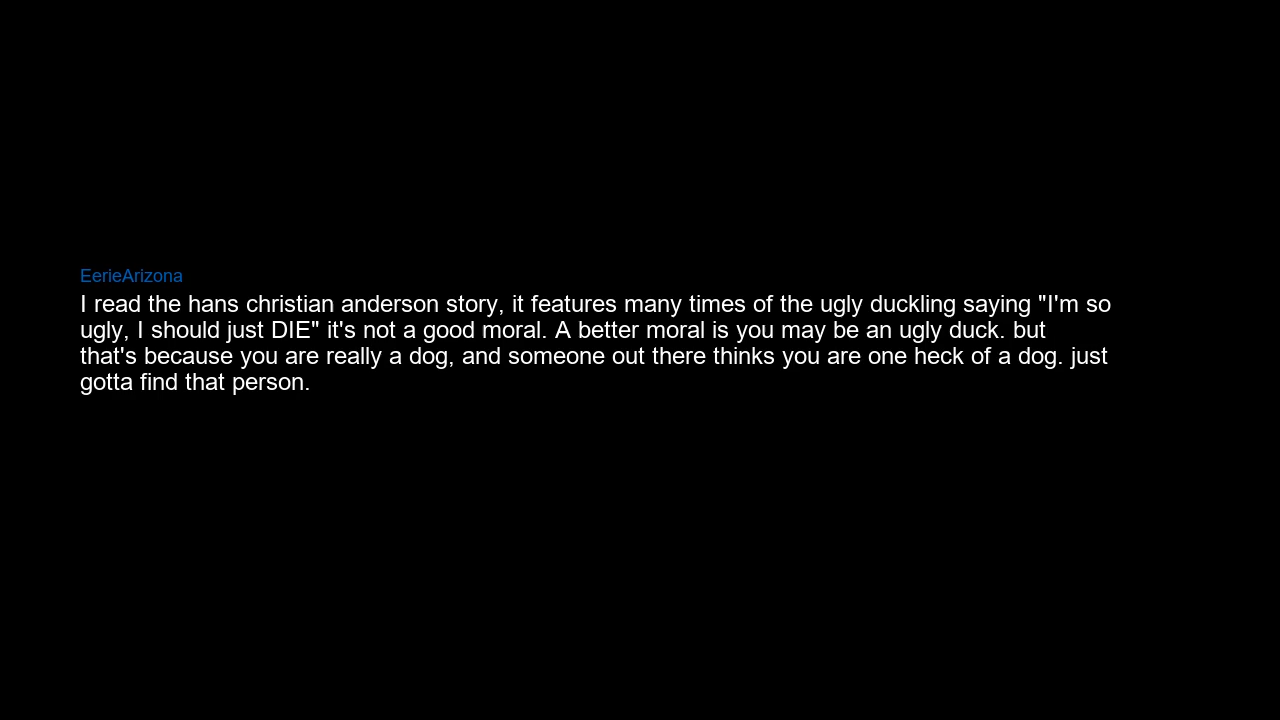 EerieArizona
I read the hans christian anderson story, it features many times of the ugly duckling saying "I'm so
ugly, I should just DIE" it's not a good moral. A better moral is you may be an ugly duck. but
that's because you are really a dog, and someone out there thinks you are one heck of a dog. just
gotta find that person.